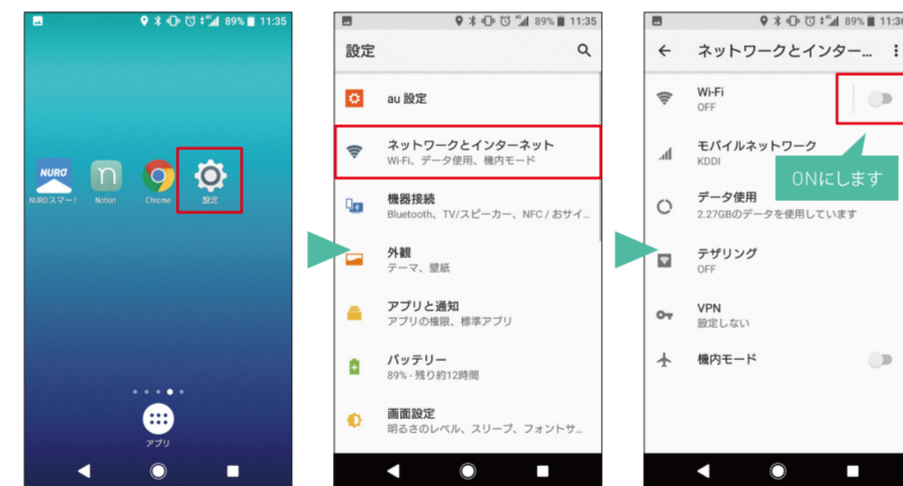 89% 11:35
NURO
n
NUROスマート
Notion
Chrome
設定
アプリ
89% 11:35
設定
au 設定
ネットワークとインターネット
Wi-Fi、データ使用、機内モード
機器接続
Bluetooth、TV/スピーカー、NFC / おサイ...
外観
テーマ、壁紙
アプリと通知
アプリの権限、標準アプリ
バッテリー
89% - 残り約12時間
画面設定
明るさのレベル、スリープ、フォントサ...
89% 11:36
ネットワークとインター...
Wi-Fi
OFF
モバイルネットワーク
KDDI
ONにします
データ使用
2.27GBのデータを使用しています
テザリング
OFF
VPN
設定しない
機内モード